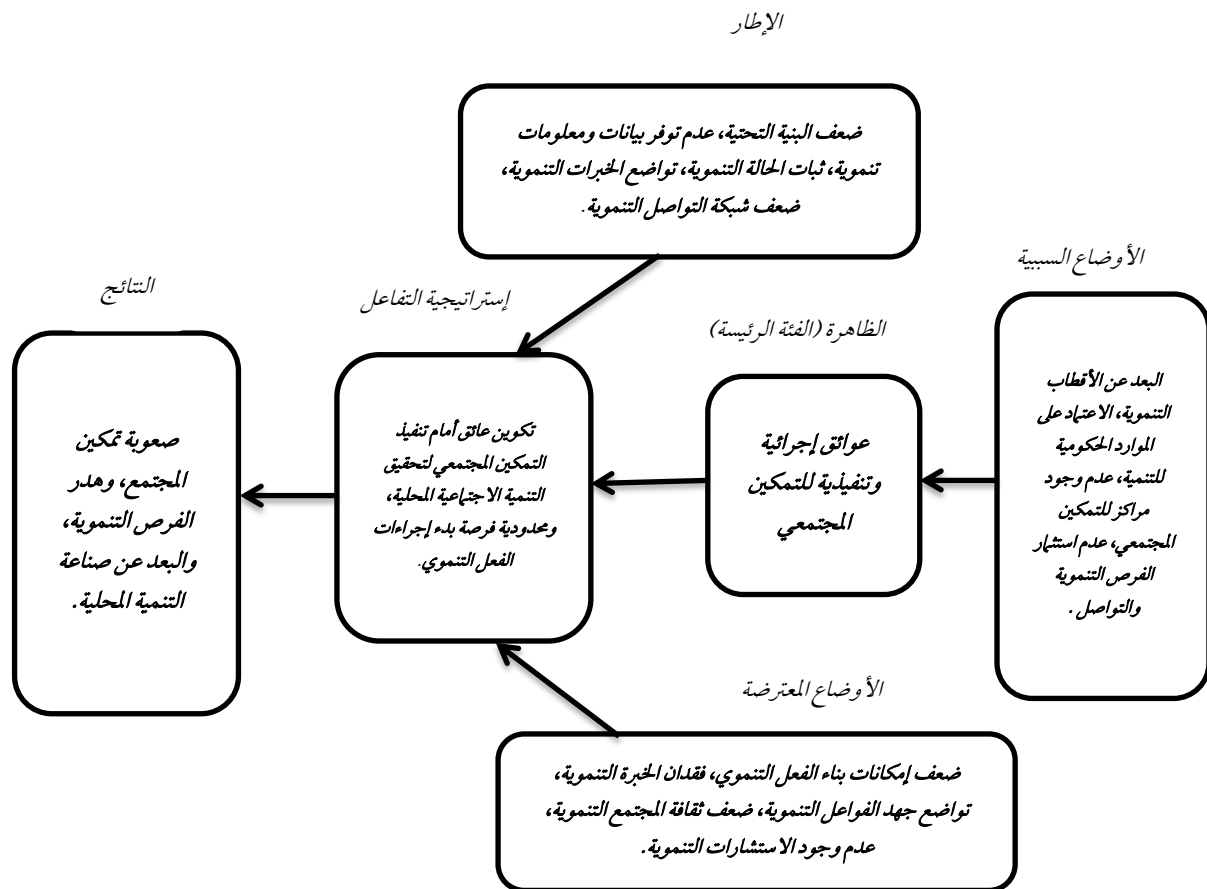 الإطار
ضعف البنية التحتية، عدم توفر بيانات ومعلومات
تنموية، ثبات الحالة التنموية، تواضع الخبرات التنموية،
ضعف شبكة التواصل التنموية.
الأوضاع السببية
البعد عن الأقطاب
التنموية، الاعتماد على
الموارد الحكومية
للتنمية، عدم وجود
مراكز للتمكين
المجتمعي، عدم استثمار
الفرص التنموية
والتواصل .
الظاهرة (الفئة الرئيسة)
عوائق إجرائية
وتنفيذية للتمكين
المجتمعي
إستراتيجية التفاعل
تكوين عائق أمام تنفيذ
التمكين المجتمعي لتحقيق
التنمية الاجتماعية المحلية،
ومحدودية فرصة بدء إجراءات
الفعل التنموي.
النتائج
صعوبة تمكين
المجتمع، وهدر
الفرص التنموية،
والبعد عن صناعة
التنمية المحلية.
الأوضاع المعترضة
ضعف إمكانات بناء الفعل التنموي، فقدان الخبرة التنموية،
تواضع جهد الفواعل التنموية، ضعف ثقافة المجتمع التنموية،
عدم وجود الاستشارات التنموية.